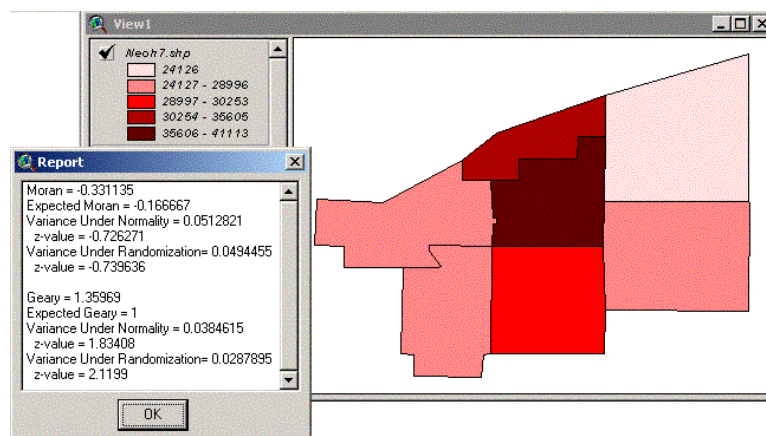 View1
Neoh7.shp
24126
24127 - 28996
28997 - 30253
30254 - 35605
35606 - 41113
Report
Moran = -0.331135
Expected Moran = -0.166667
Variance Under Normality = 0.0512821
z-value = -0.726271
Variance Under Randomization= 0.0494455
z-value = -0.739636
Geary = 1.35969
Expected Geary = 1
Variance Under Normality = 0.0384615
z-value = 1.83408
Variance Under Randomization= 0.0287895
z-value = 2.1199
OK